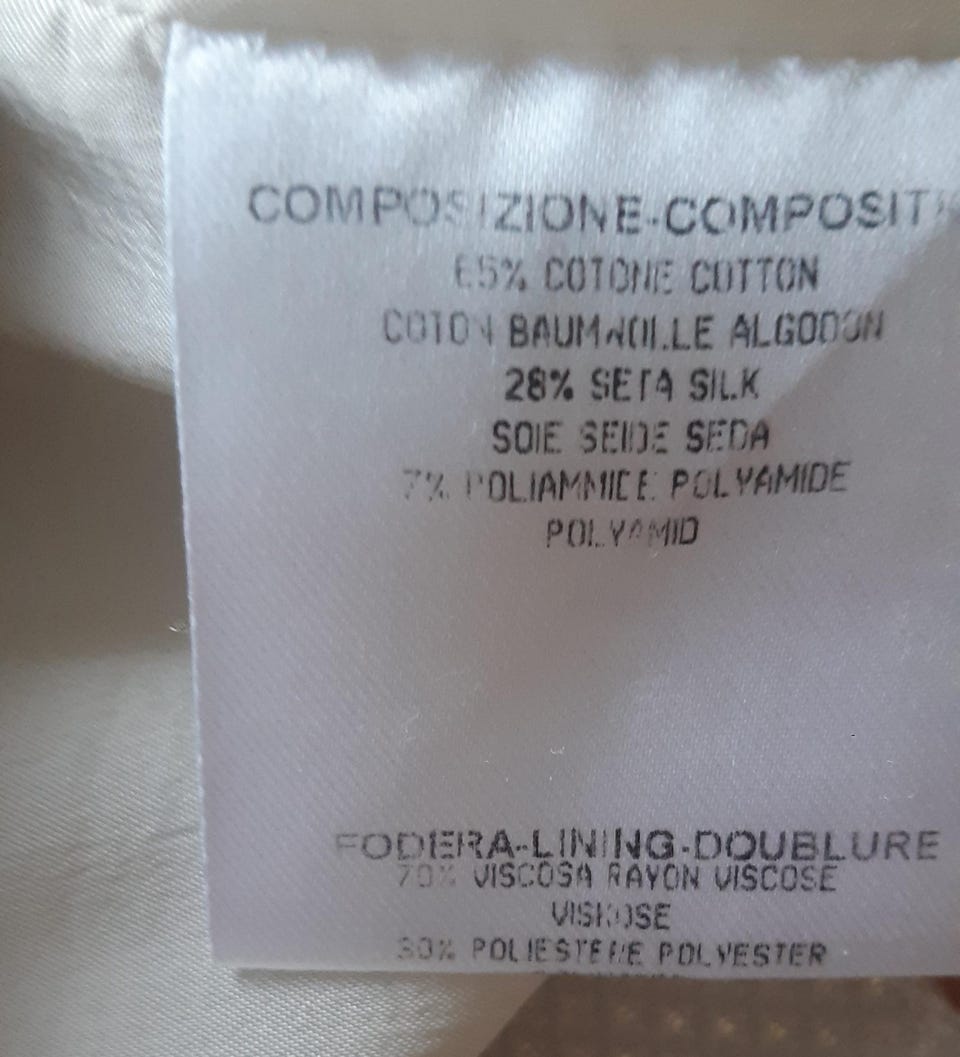 COMPOSIZIONE-COMPOSITI
65% COTONE COTTON
COTON BAUMWOLLE ALGODON
28% SETA SILK
SOIE SEIDE SEDA
7% POLIAMMIDE POLYAMIDE
POLYAMID
FODERA-LINING-DOUBLURE
70% VISCOSA RAYON VISCOSE
VISKOSE
30% POLIESTERE POLYESTER